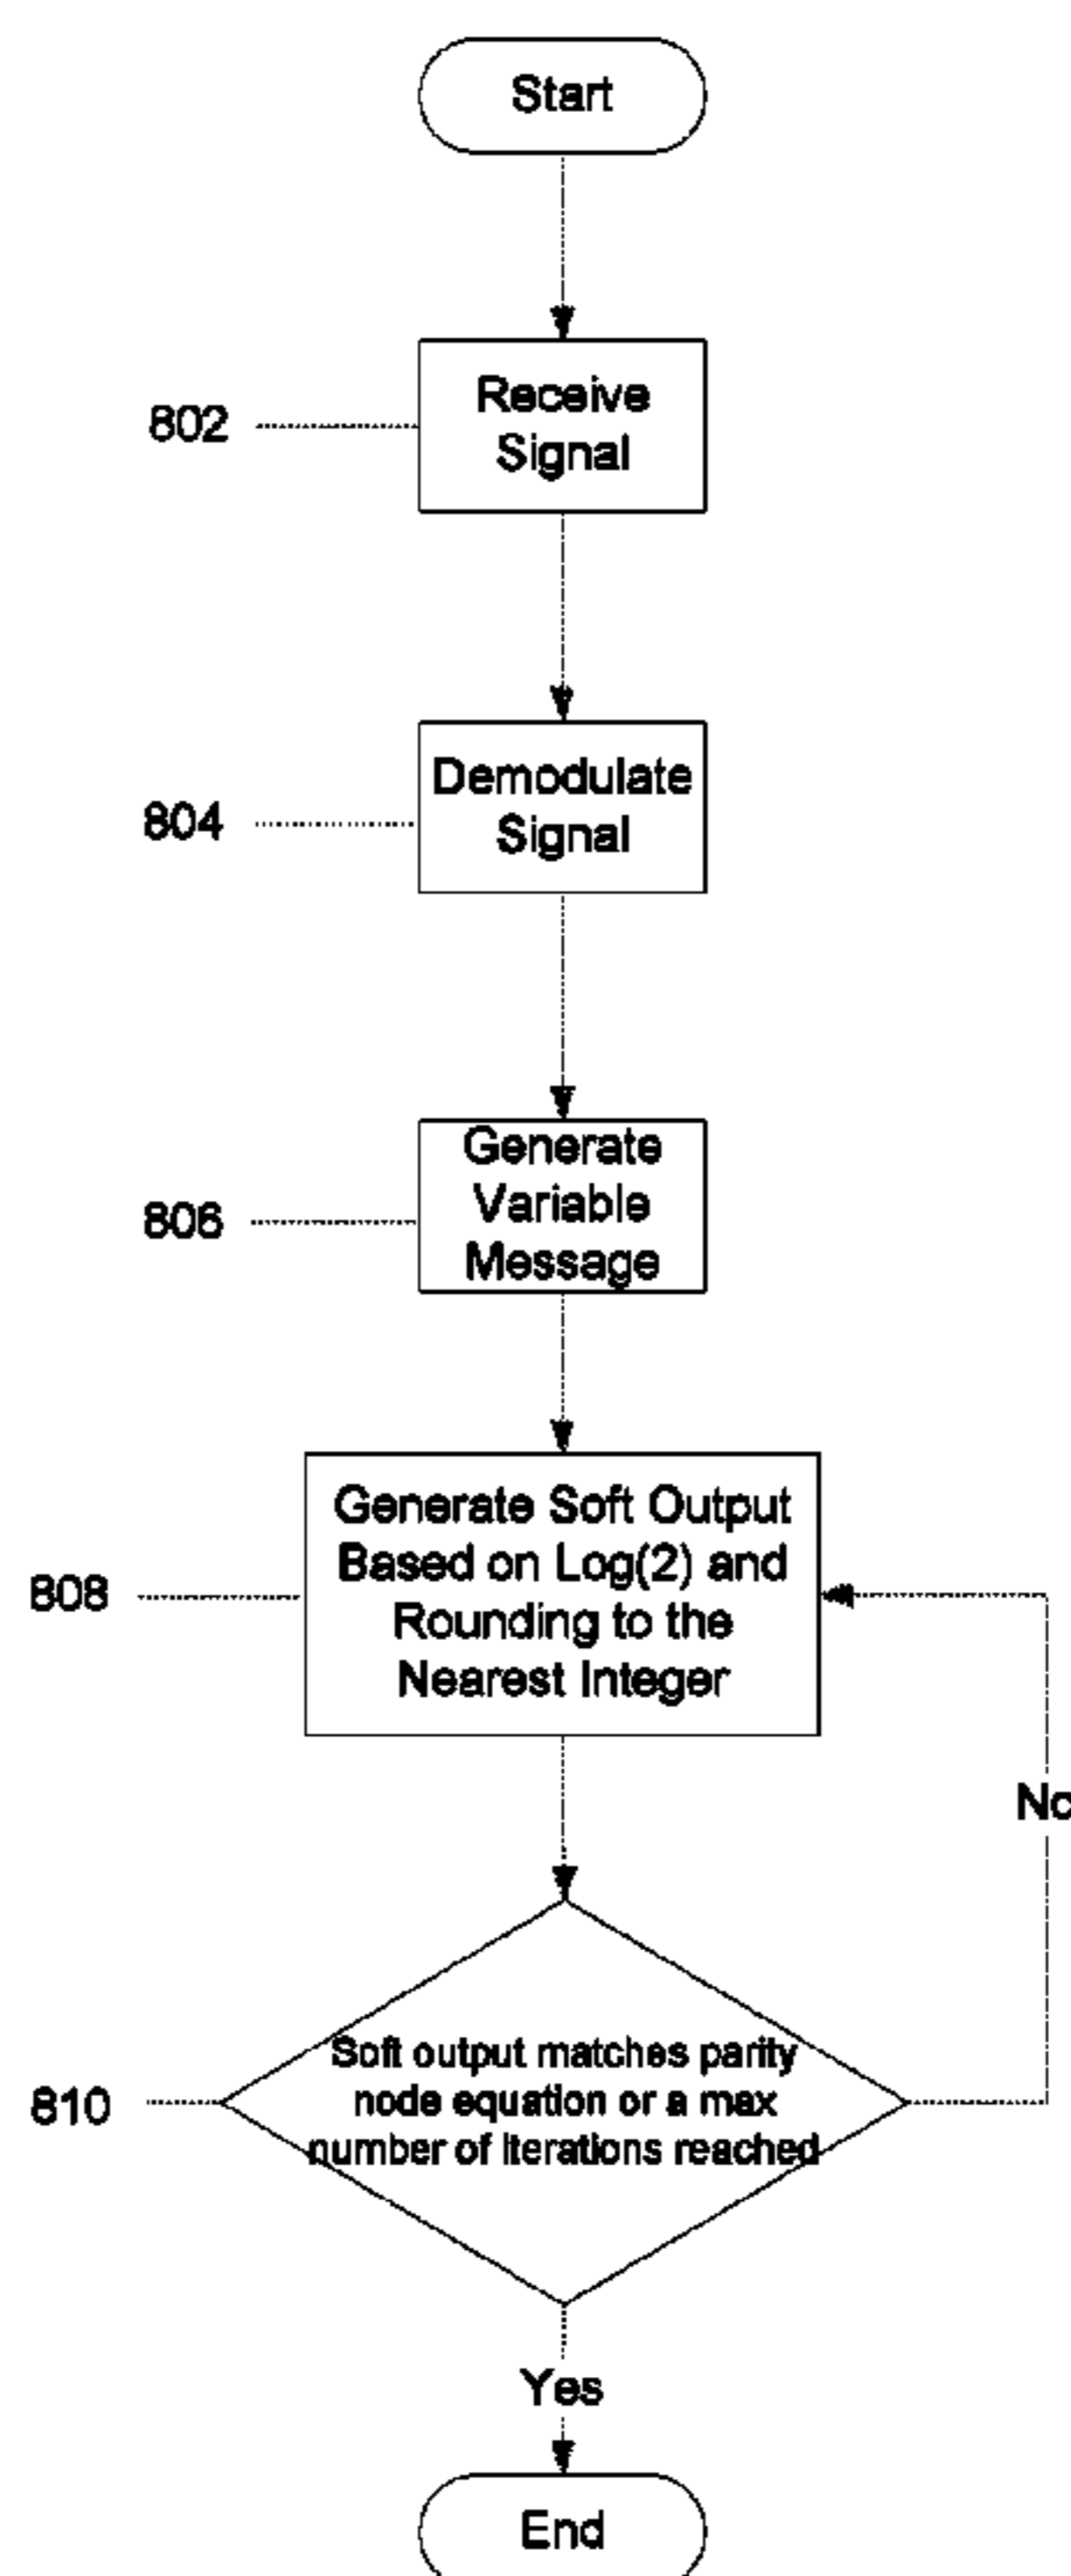 Start
Receive
Signal
802
Demodulate
Signal
804
Generate
Variable
Message
806
Generate Soft Output
Based on Log(2) and
Rounding to the
Nearest Integer
808
No
Soft output matches parity
node equation or a max
number of iterations reached
810
Yes
End